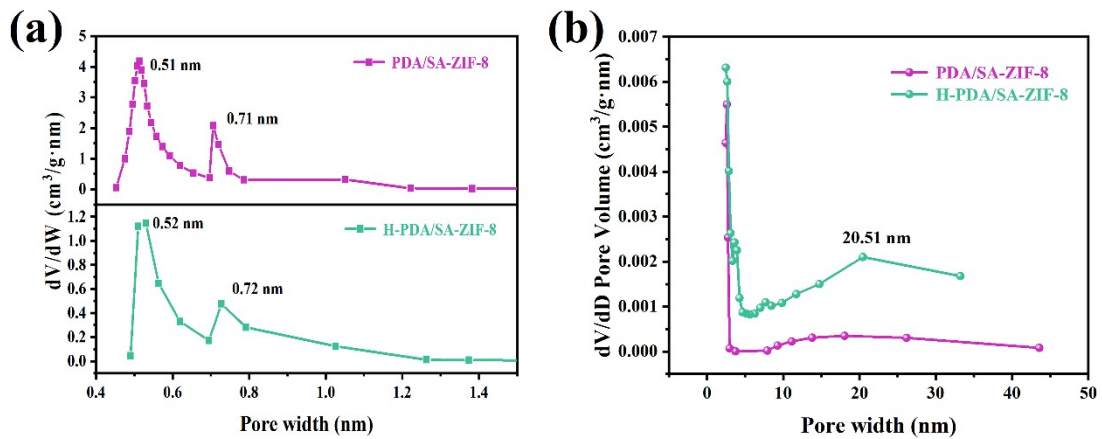 (a)
dV/dW (cm³/g·nm)
5
4
3
2
1
0
0.51 nm
0.71 nm
PDA/SA-ZIF-8
1.2
1.0
0.8
0.6
0.4
0.2
0.0
0.52 nm
0.72 nm
H-PDA/SA-ZIF-8
0.4 0.6 0.8 1.0 1.2 1.4
Pore width (nm)
(b)
dV/dD Pore Volume (cm³/g·nm)
0.007
0.006
0.005
0.004
0.003
0.002
0.001
0.000
PDA/SA-ZIF-8
H-PDA/SA-ZIF-8
20.51 nm
0 10 20 30 40 50
Pore width (nm)